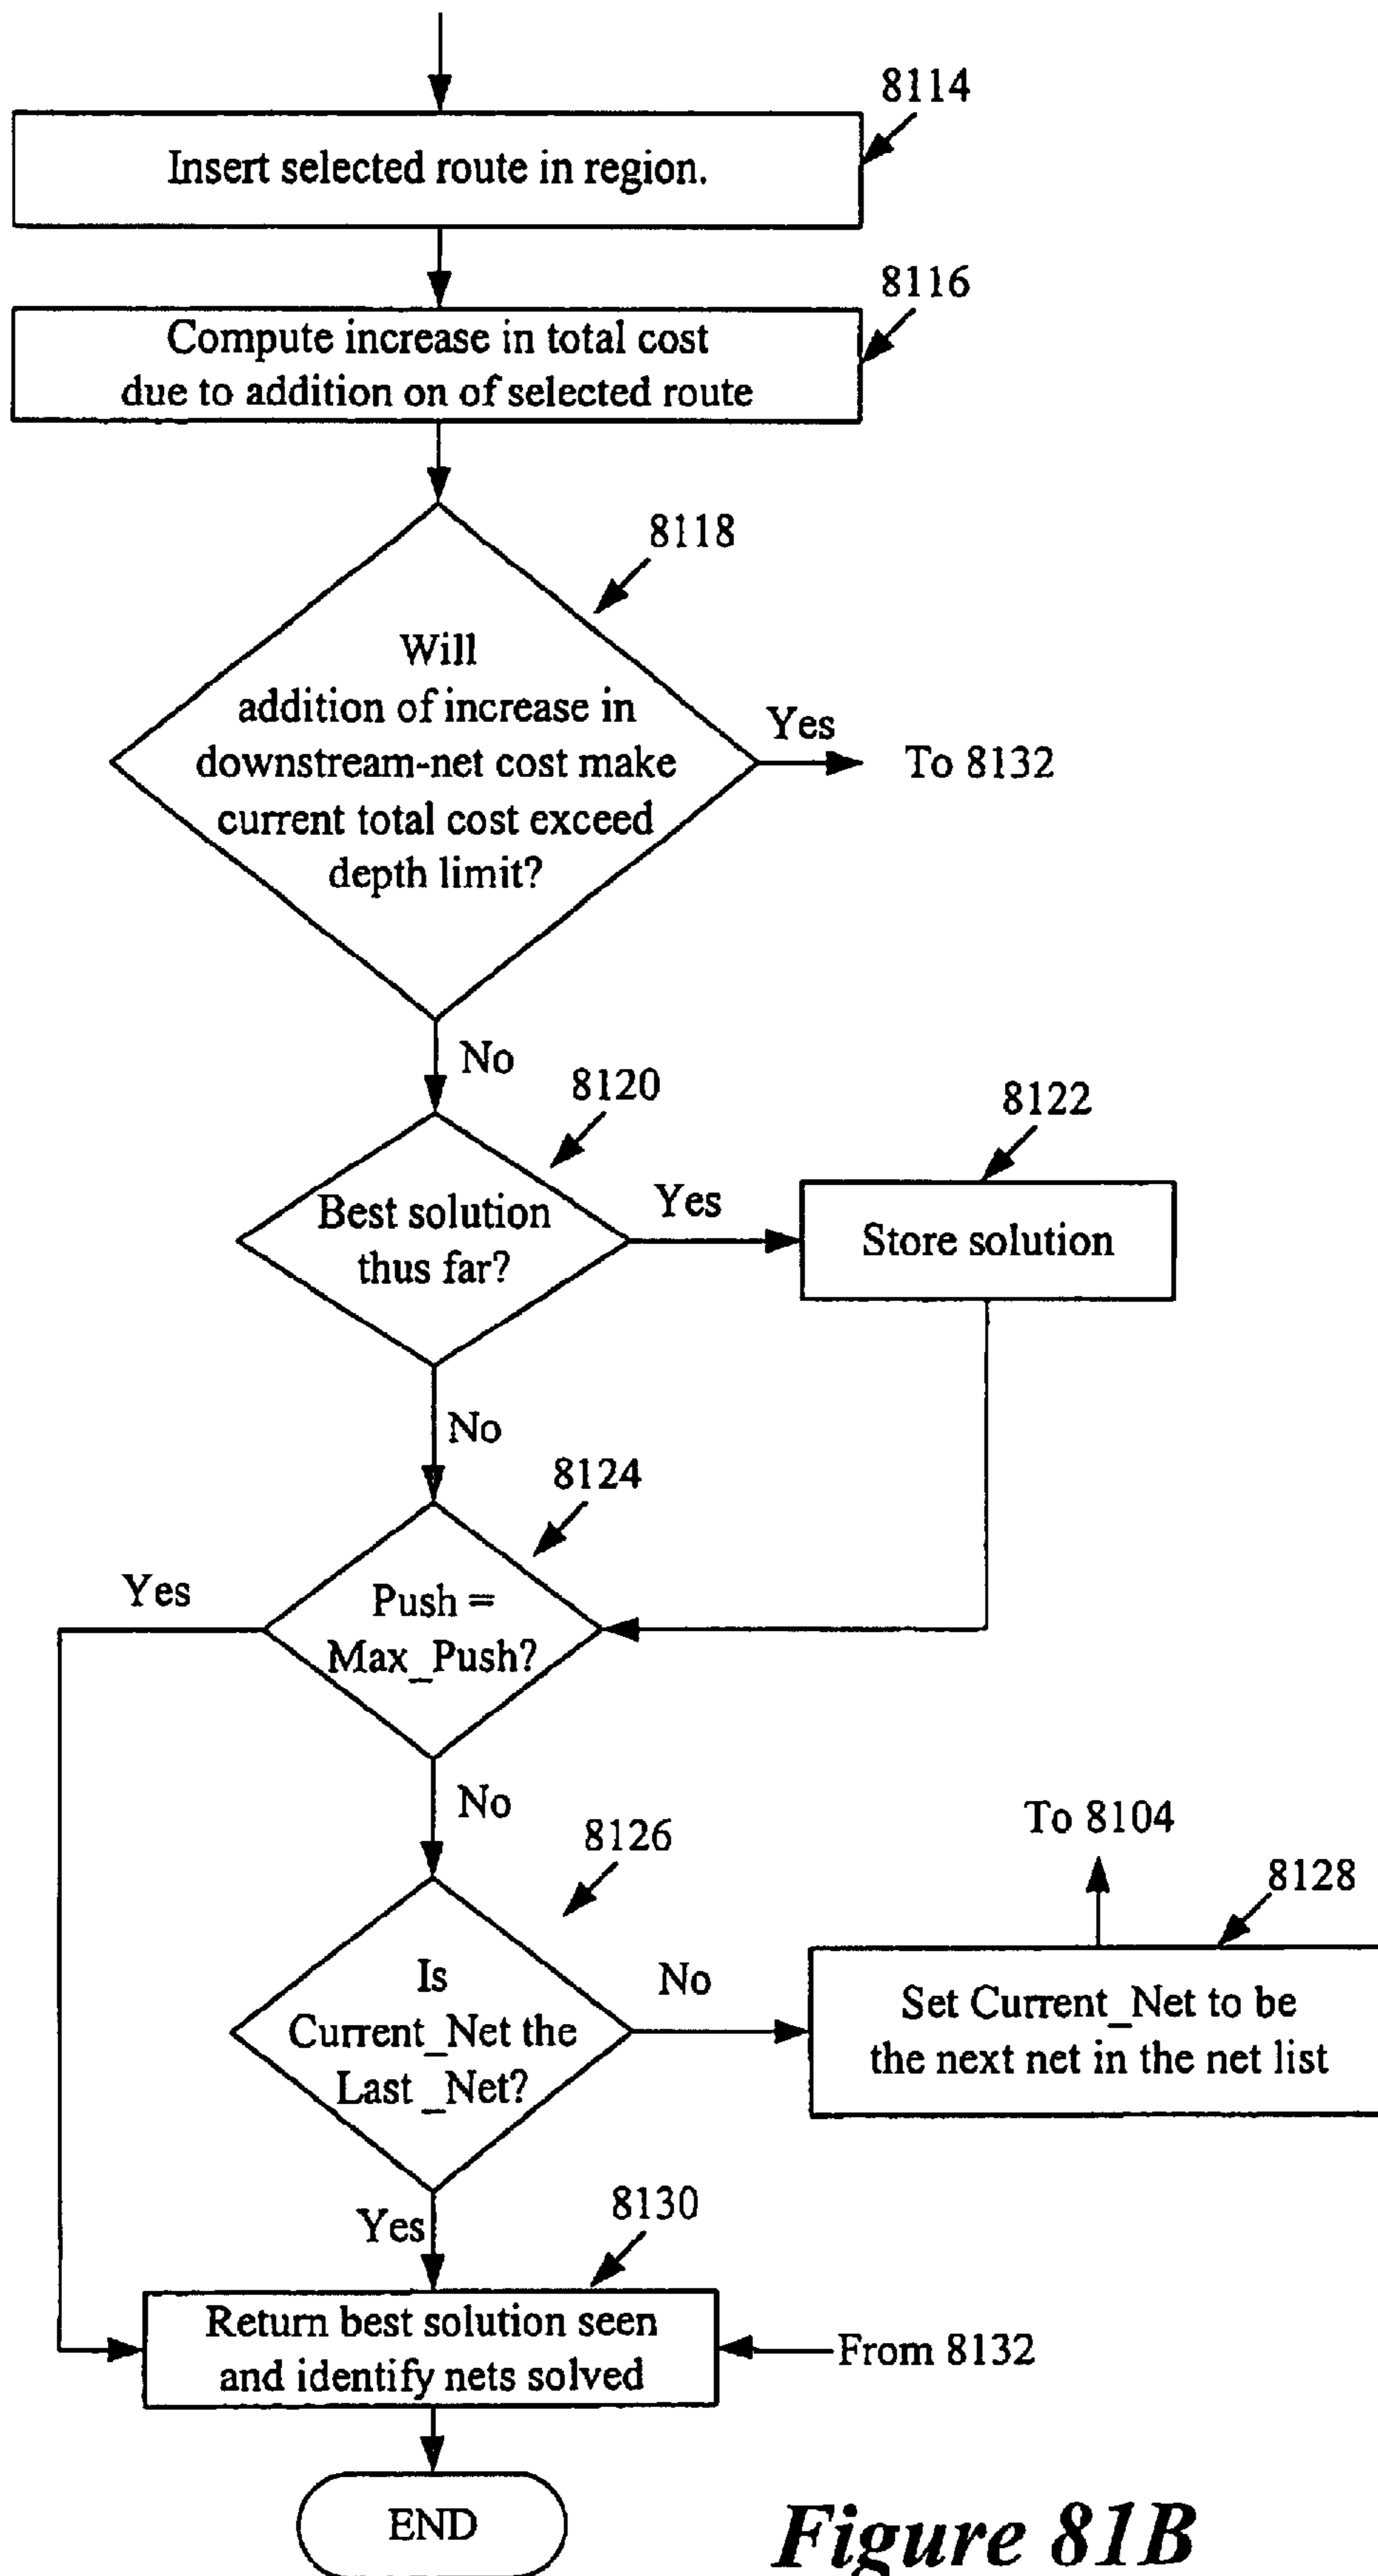 8114
Insert selected route in region.
8116
Compute increase in total cost
due to addition on of selected route
8118
Will
addition of increase in
downstream-net cost make
current total cost exceed
depth limit?
Yes
To 8132
No
8120
8122
Best solution
thus far?
Yes
Store solution
No
8124
Yes
Push =
Max_Push?
No
8126
To 8104
8128
Is
Current_Net the
Last _Net?
No
Set Current_Net to be
the next net in the net list
Yes
8130
Return best solution seen
and identify nets solved
From 8132
END
Figure 81B